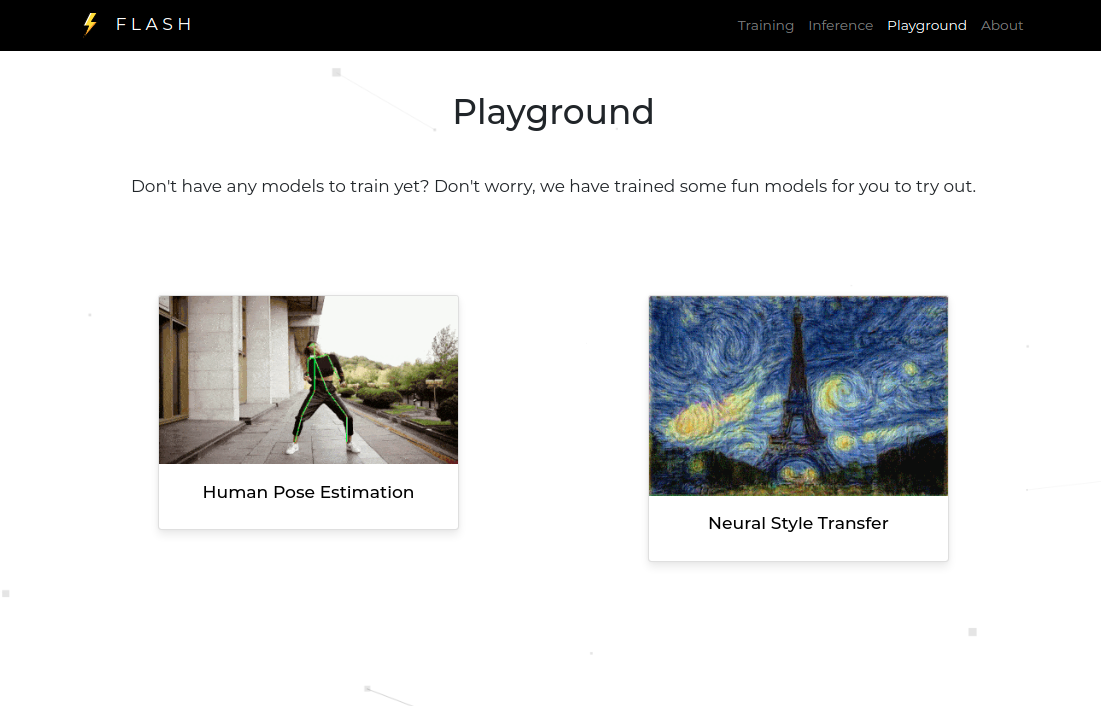 FLASH
Training Inference Playground About
Playground
Don't have any models to train yet? Don't worry, we have trained some fun models for you to try out.
Human Pose Estimation
Neural Style Transfer